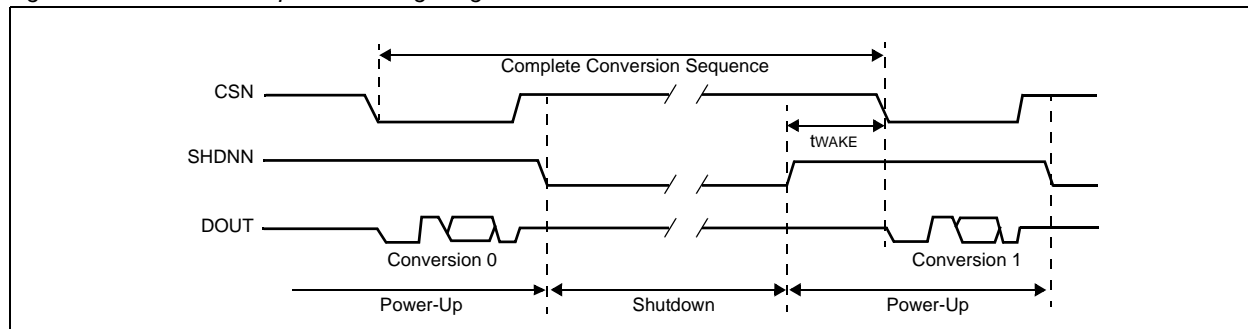 Complete Conversion Sequence
CSN
tWAKE
SHDNN
DOUT
Conversion 0
Conversion 1
Power-Up
Shutdown
Power-Up